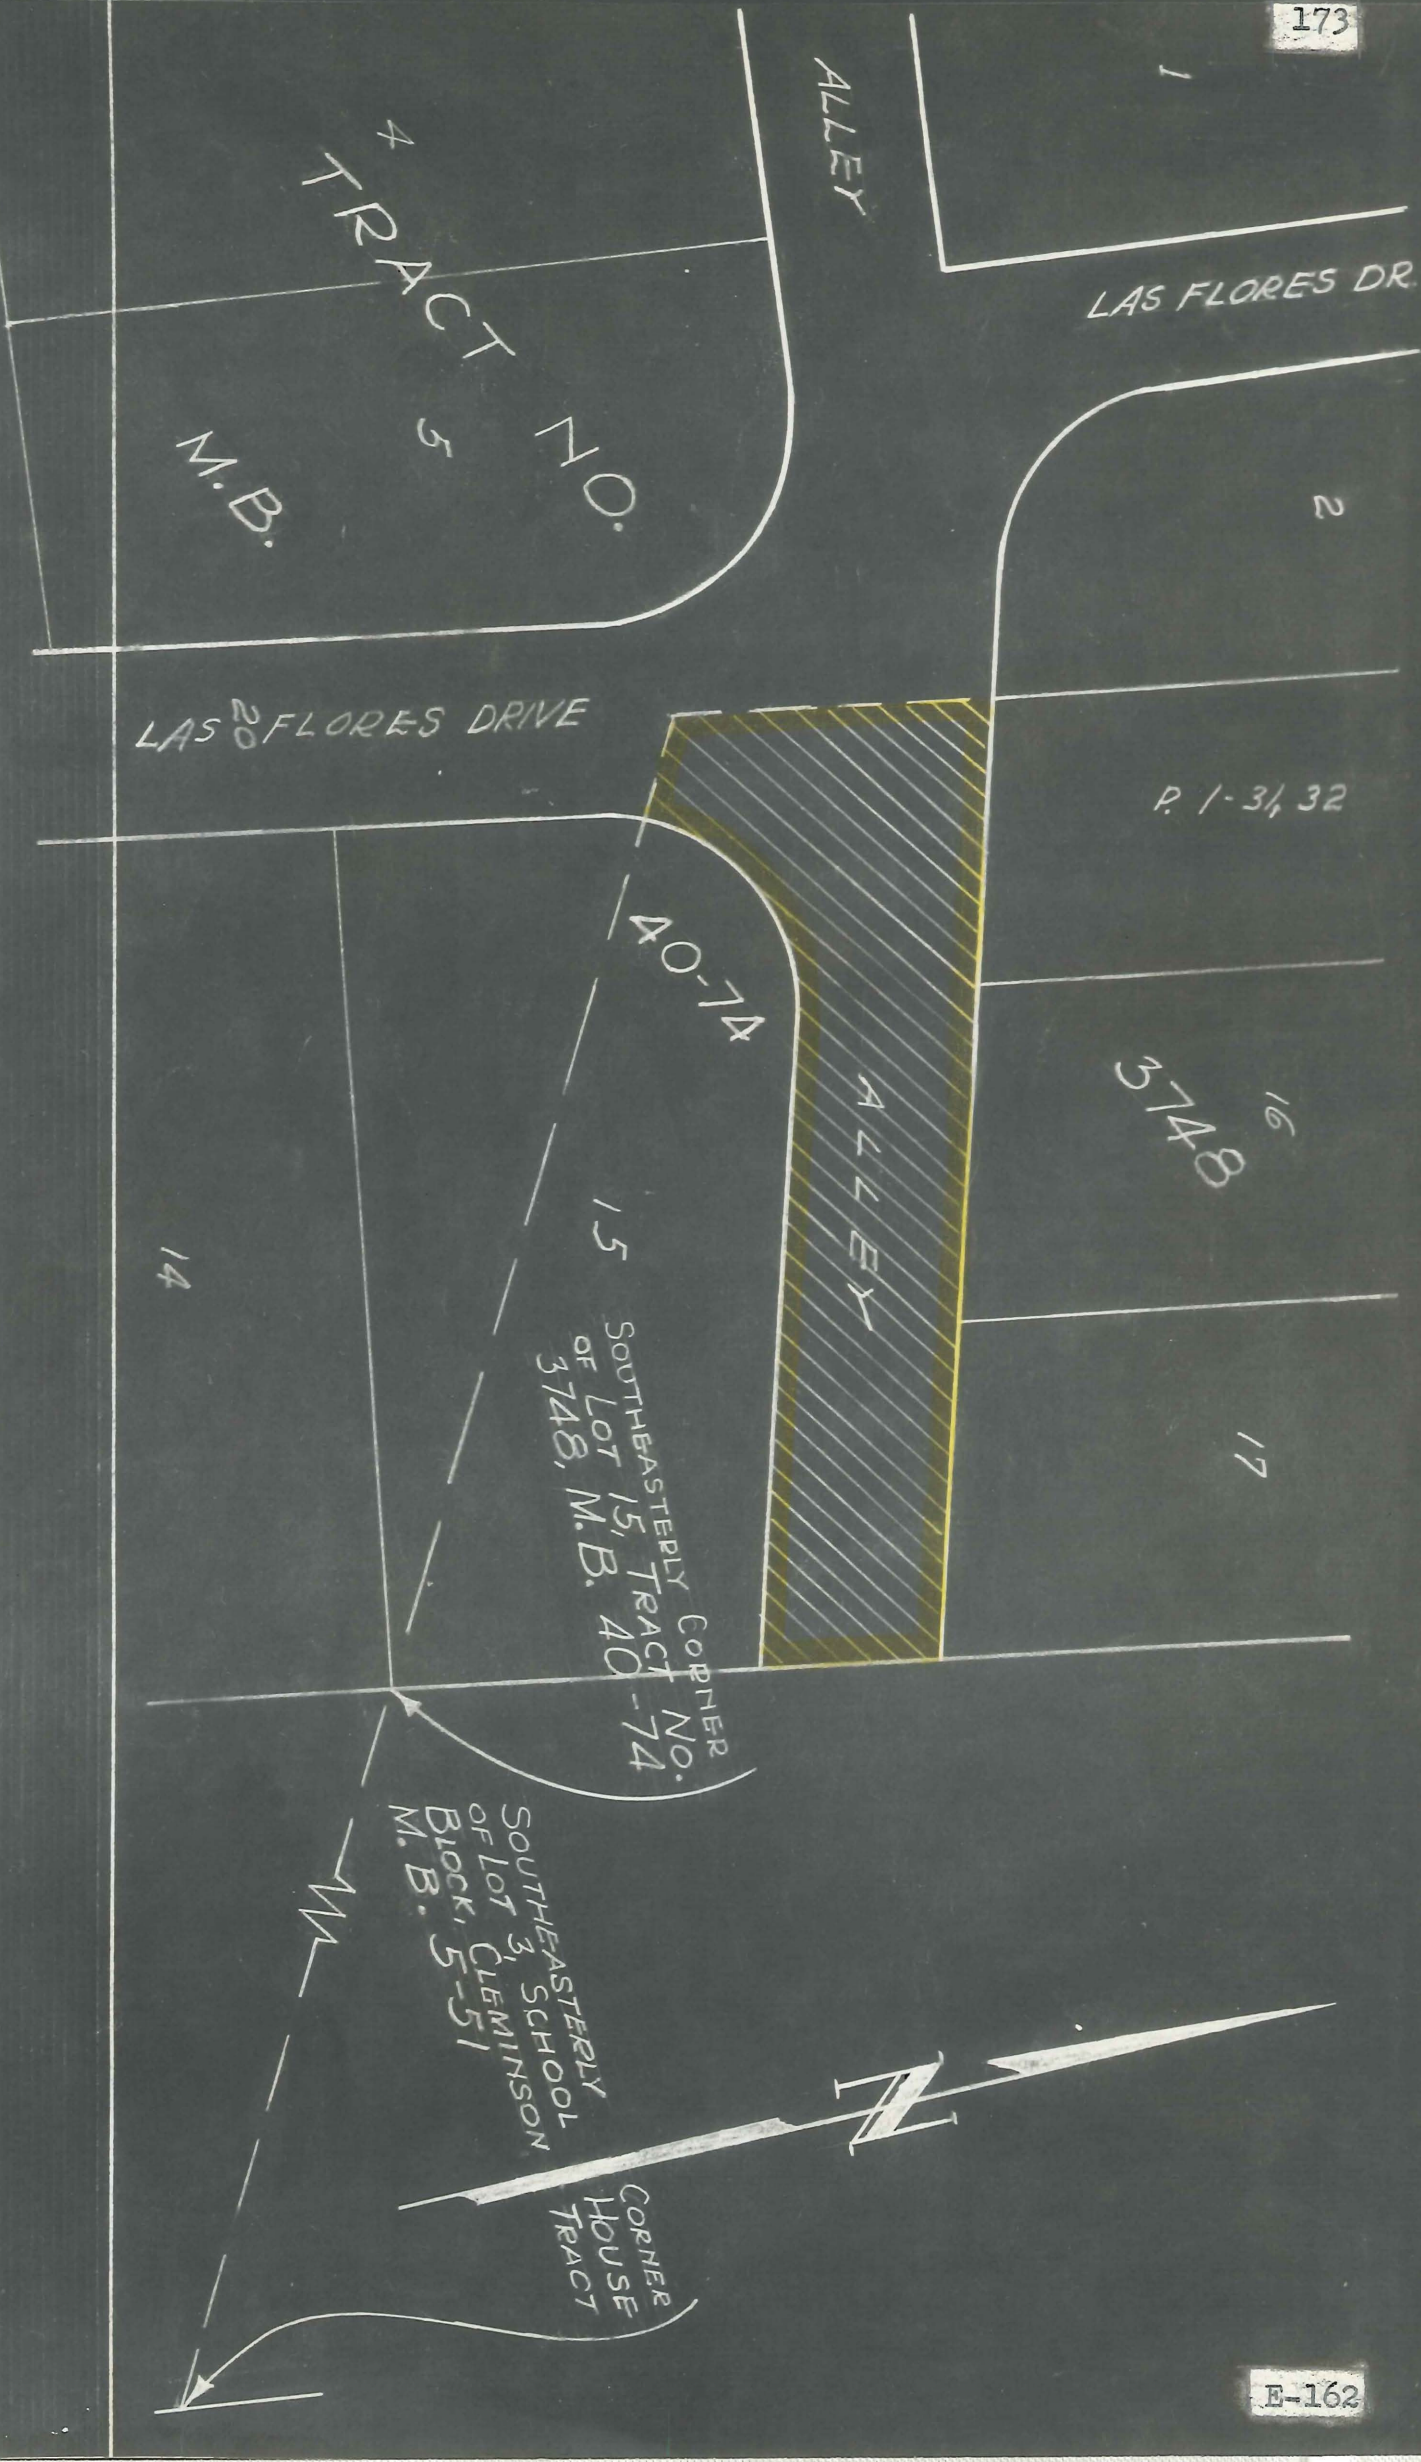 173
1
ALLEY
4
TRACT NO. 3748
LAS FLORES DR.
5
M.B. 40-74
2
LAS FLORES DRIVE
20
P. 1-31, 32
16
ALLEY
15
14
17
SOUTHEASTERLY CORNER
OF LOT 15, TRACT NO.
3748, M.B. 40-74
SOUTHEASTERLY CORNER
OF LOT 3, SCHOOL HOUSE
BLOCK, CLEMINSON TRACT
M.B. 5-51
N
E-162